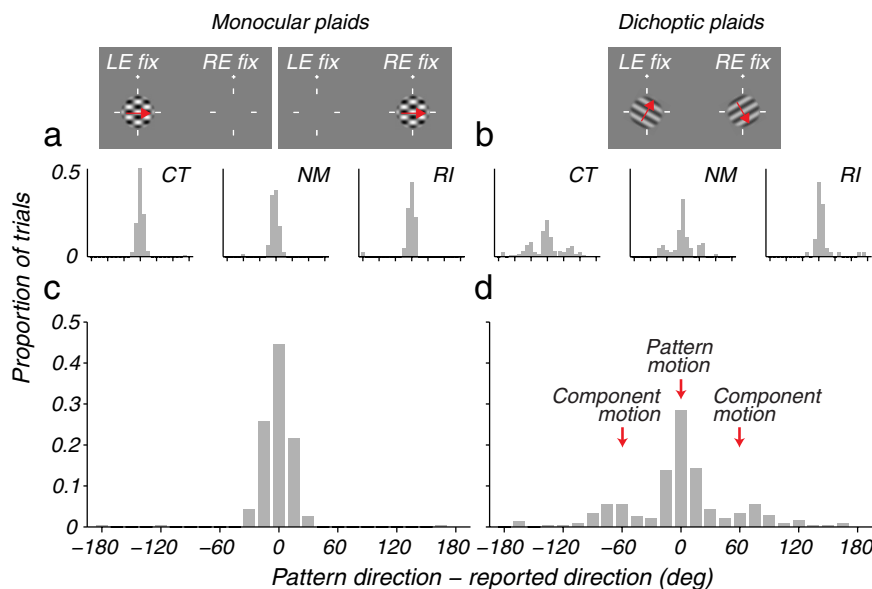 Monocular plaids
Dichoptic plaids
LE fix RE fix LE fix RE fix
LE fix RE fix
a
b
CT NM RI
CT NM RI
0.5
0
Proportion of trials
c
d
0.5
0.4
0.3
0.2
0.1
0
Pattern
motion
Component
motion
Component
motion
−180 −120 −60 0 60 120 180
−180 −120 −60 0 60 120 180
Pattern direction − reported direction (deg)